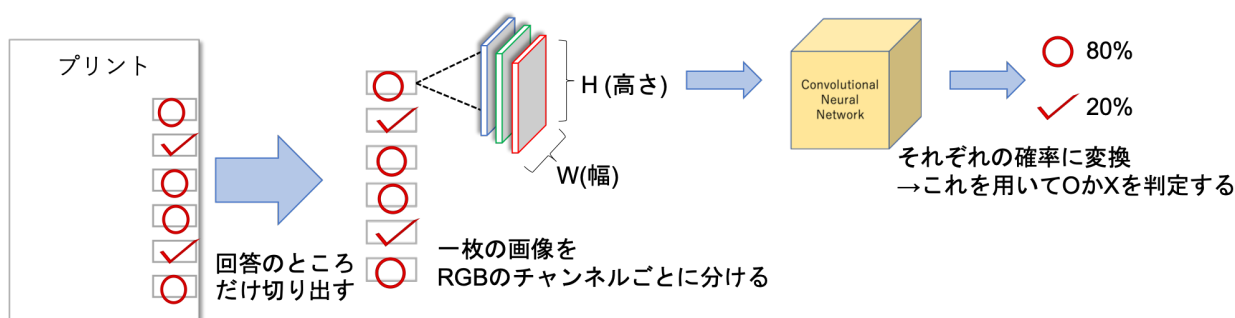 プリント
回答のところ
だけ切り出す
H (高さ)
W(幅)
一枚の画像を
RGBのチャンネルごとに分ける
Convolutional
Neural
Network
80%
20%
それぞれの確率に変換
→これを用いてOかXを判定する